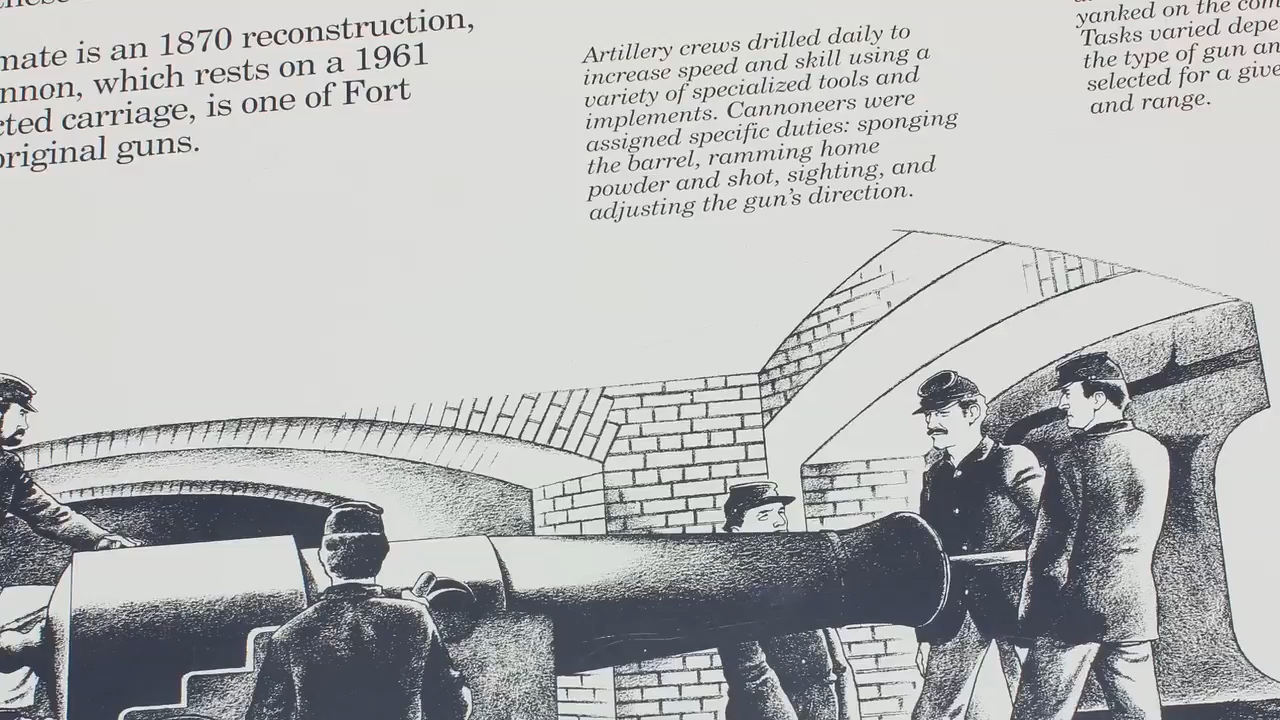 mate is an 1870 reconstruction,
nnon, which rests on a 1961
cted carriage, is one of Fort
original guns.
Artillery crews drilled daily to
increase speed and skill using a
variety of specialized tools and
implements. Cannoneers were
assigned specific duties: sponging
the barrel, ramming home
powder and shot, sighting, and
adjusting the gun's direction.
yanked on the com
Tasks varied depe
the type of gun an
selected for a give
and range.